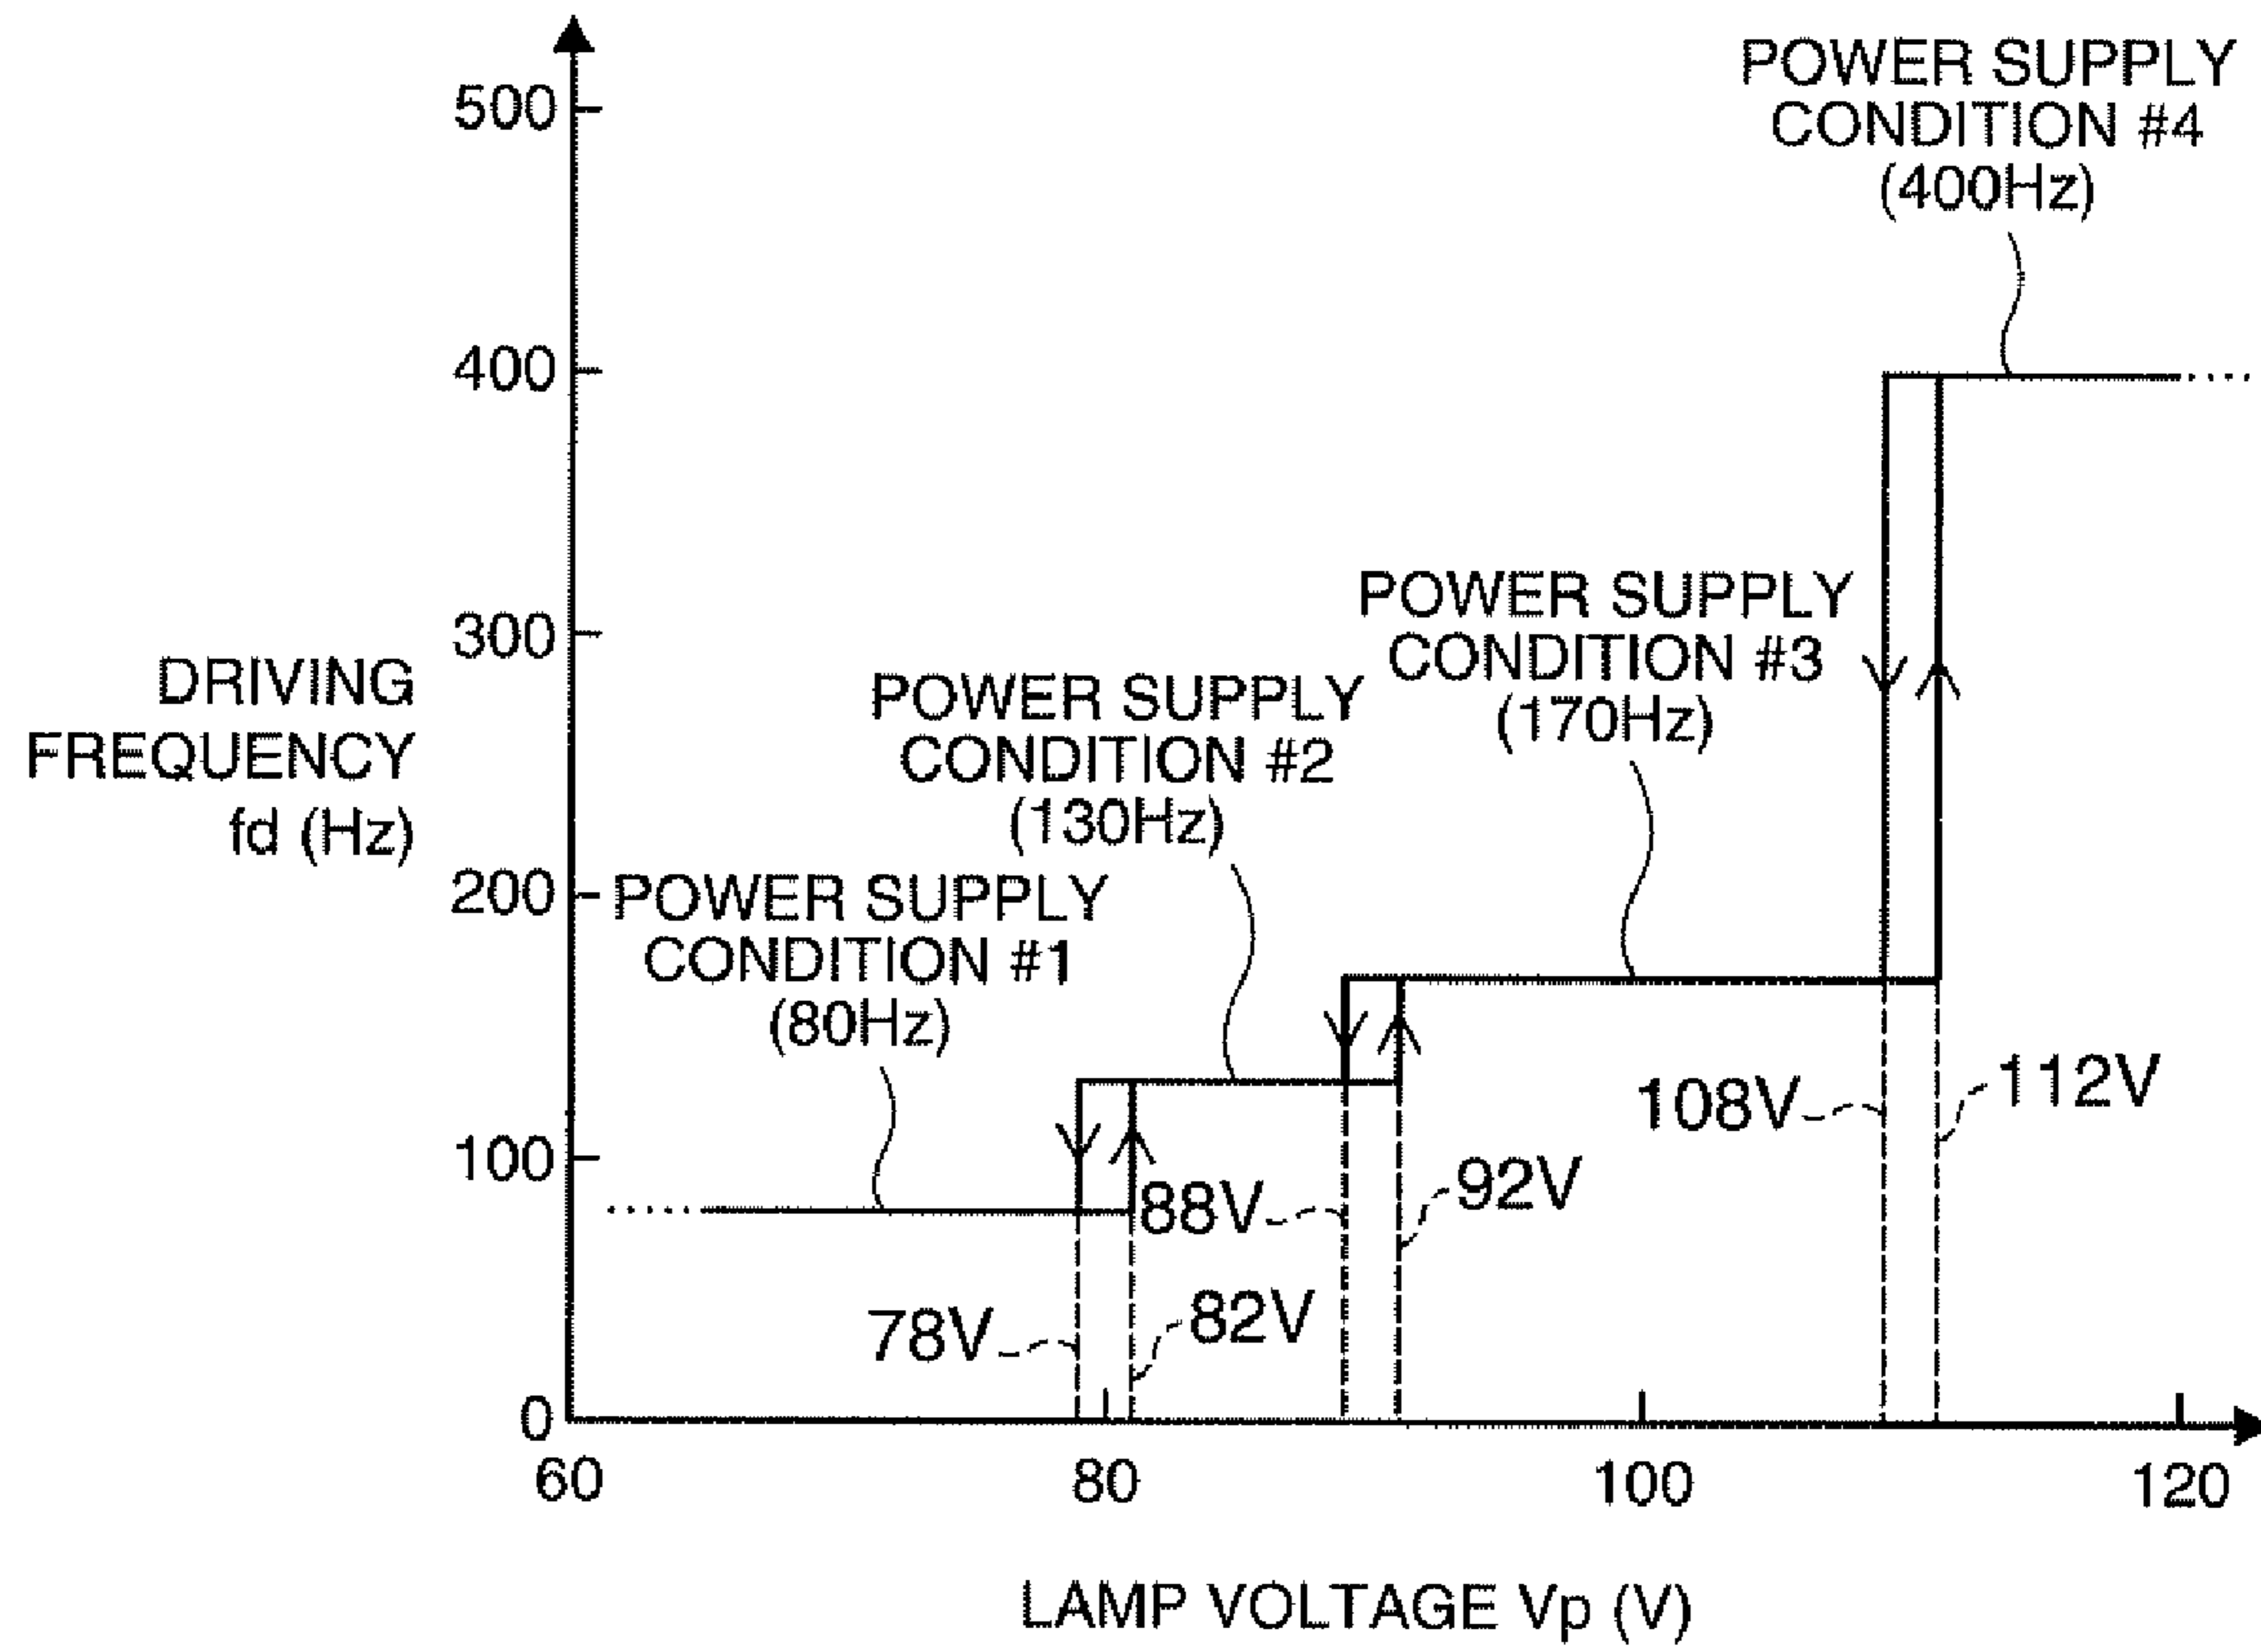 POWER SUPPLY
CONDITION #4
(400Hz)
500
400
POWER SUPPLY
CONDITION #3
(170Hz)
300
DRIVING
FREQUENCY
fd (Hz)
POWER SUPPLY
CONDITION #2
(130Hz)
200
POWER SUPPLY
CONDITION #1
(80Hz)
100
108V
112V
88V
92V
78V
82V
0
60
80
100
120
LAMP VOLTAGE Vp (V)